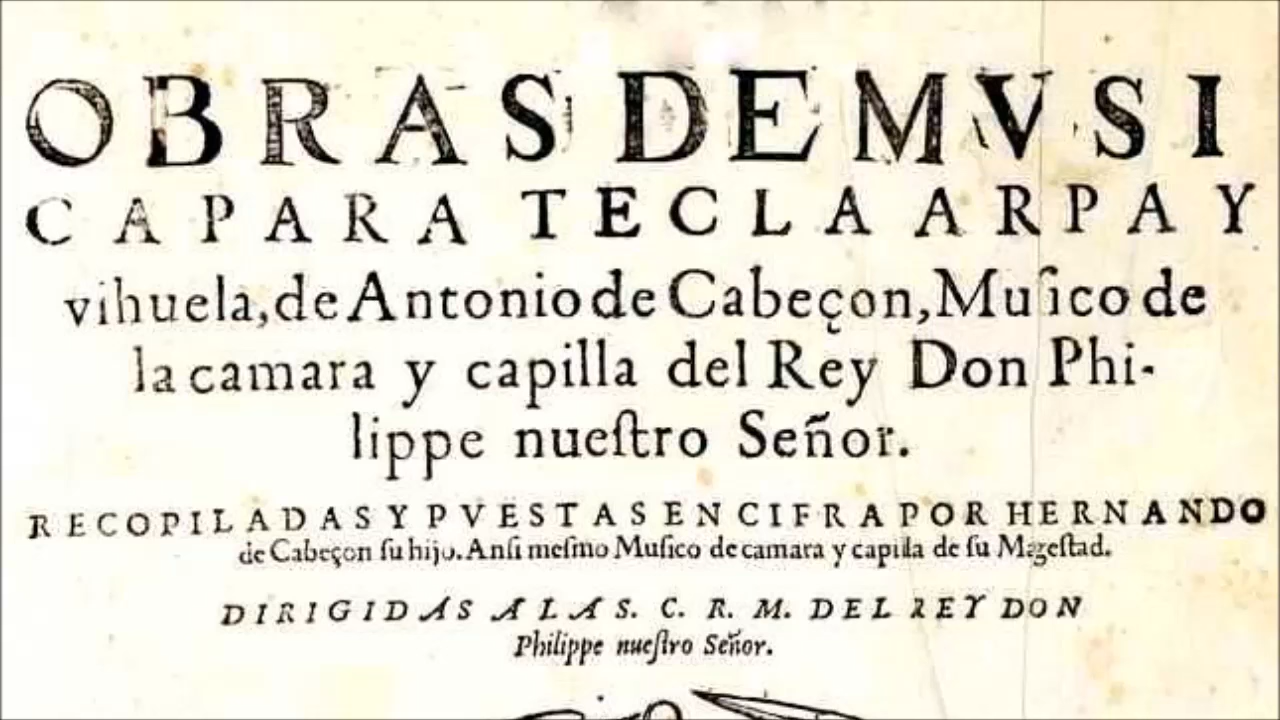 OBRAS DE MVSI
CA PARA TECLA ARPA Y
vihuela, de Antonio de Cabeçon, Muſico de
la camara y capilla del Rey Don Phi-
lippe nueſtro Señor.
RECOPILADAS Y PVESTAS EN CIFRA POR HERNANDO
de Cabeçon ſu hijo. Anſi meſmo Muſico de camara y capilla de ſu Mageſtad.
DIRIGIDAS A LA S. C. R. M. DEL REY DON
Philippe nueſtro Señor.